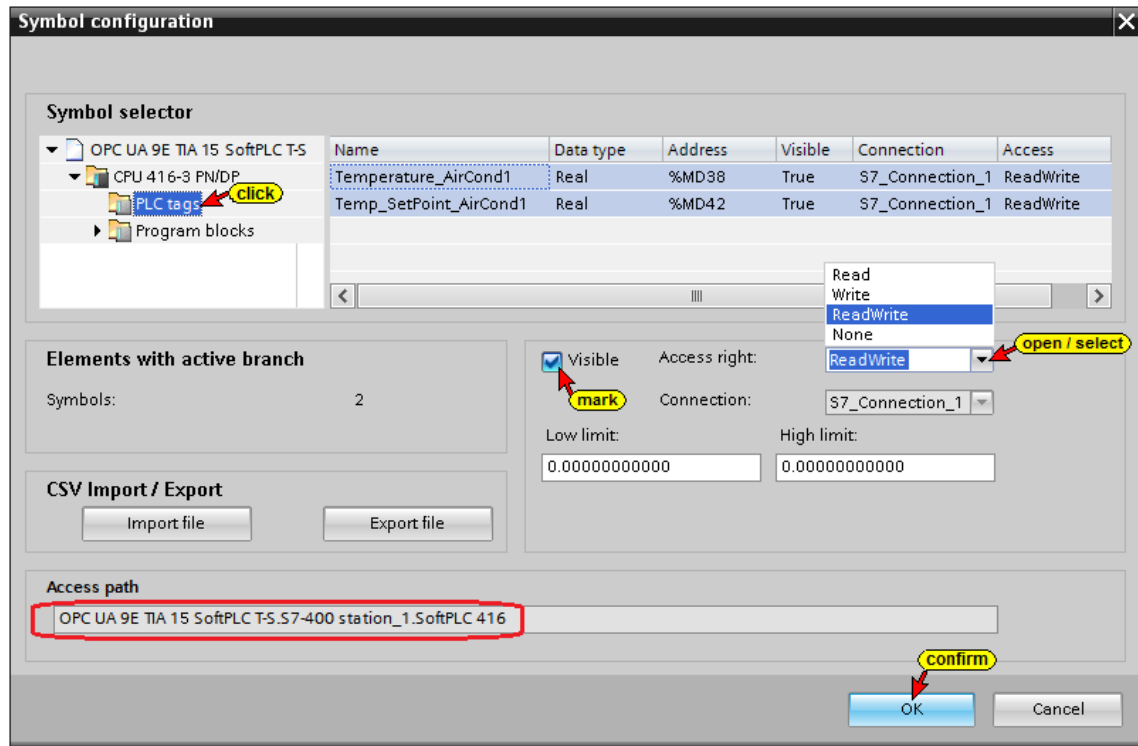 Symbol configuration
Symbol selector
OPC UA 9E TIA 15 SoftPLC T-S
CPU 416-3 PN/DP
click
PLC tags
Program blocks
Name Data type Address Visible Connection Access
Temperature_AirCond1 Real %MD38 True S7_Connection_1 ReadWrite
Temp_SetPoint_AirCond1 Real %MD42 True S7_Connection_1 ReadWrite
Read
Write
ReadWrite
None
open / select
Elements with active branch
Symbols: 2
Visible Access right: ReadWrite
mark
Connection: S7_Connection_1
Low limit: High limit:
0.00000000000 0.00000000000
CSV Import / Export
Import file Export file
Access path
OPC UA 9E TIA 15 SoftPLC T-S.S7-400 station_1.SoftPLC 416
confirm
OK Cancel